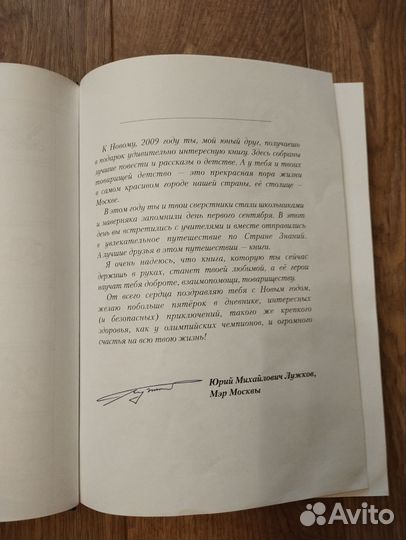 К Новому, 2009 году ты, мой юный друг, получаешь
в подарок удивительно интересную книгу. Здесь собраны
лучшие повести и рассказы о детстве. А у тебя и твоих
товарищей детство — это прекрасная пора жизни
в самом красивом городе нашей страны, её столице —
Москве.
В этом году ты и твои сверстники стали школьниками
и наверняка запомнили день первого сентября. В этот
день вы встретились с учителями и вместе отправились
в увлекательное путешествие по Стране Знаний.
А лучшие друзья в этом путешествии — книги.
Я очень надеюсь, что книга, которую ты сейчас
держишь в руках, станет твоей любимой, а её герои
научат тебя доброте, взаимопомощи, товариществу.
От всего сердца поздравляю тебя с Новым годом,
желаю побольше пятёрок в дневнике, интересных
(и безопасных) приключений, такого же крепкого
здоровья, как у олимпийских чемпионов, и огромного
счастья на всю твою жизнь!
Юрий Михайлович Лужков,
Мэр Москвы
Avito